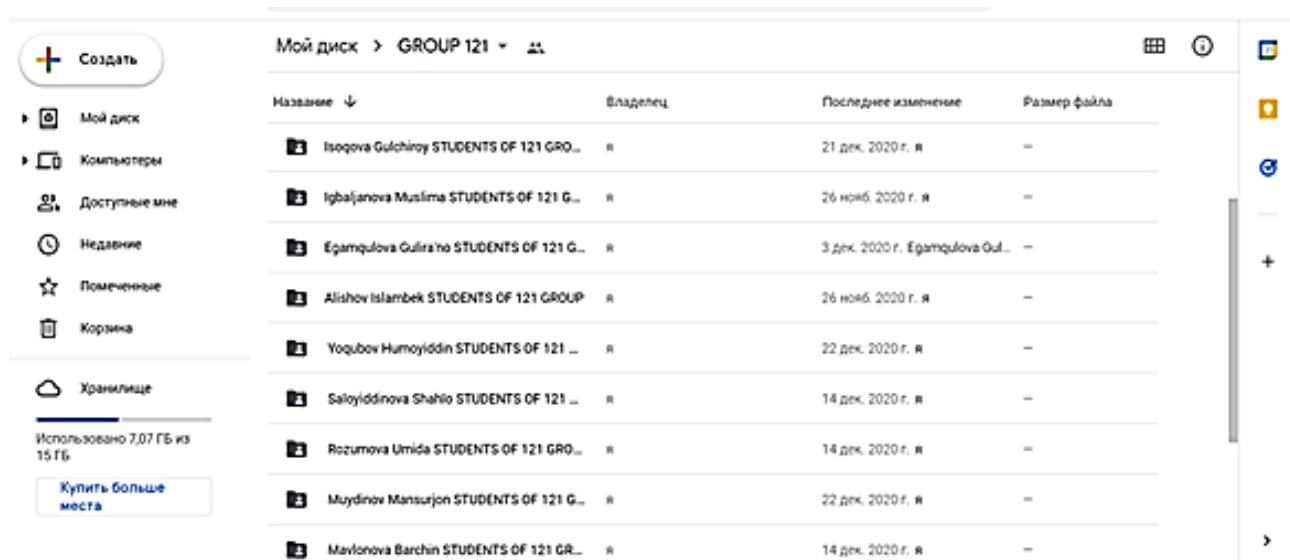 Создать
Мой диск
Компьютеры
Доступные мне
Недавние
Помеченные
Корзина
Хранилище
Использовано 7,07 ГБ из
15 ГБ
Купить больше
места
Мой диск > GROUP 121
Название Владелец Последнее изменение Размер файла
Isoqova Gulchiroy STUDENTS OF 121 GRO... я 21 дек. 2020 г. я —
Igbaljanova Muslima STUDENTS OF 121 G... я 26 нояб. 2020 г. я —
Egamqulova Gulira'no STUDENTS OF 121 G... я 3 дек. 2020 г. Egamqulova Gul... —
Alishov Islambek STUDENTS OF 121 GROUP я 26 нояб. 2020 г. я —
Yoqubov Humoyiddin STUDENTS OF 121 ... я 22 дек. 2020 г. я —
Saloyiddinova Shahlo STUDENTS OF 121 ... я 14 дек. 2020 г. я —
Rozumova Umida STUDENTS OF 121 GRO... я 14 дек. 2020 г. я —
Muydinov Mansurjon STUDENTS OF 121 G... я 22 дек. 2020 г. я —
Mavlonova Barchin STUDENTS OF 121 GR... я 14 дек. 2020 г. я —